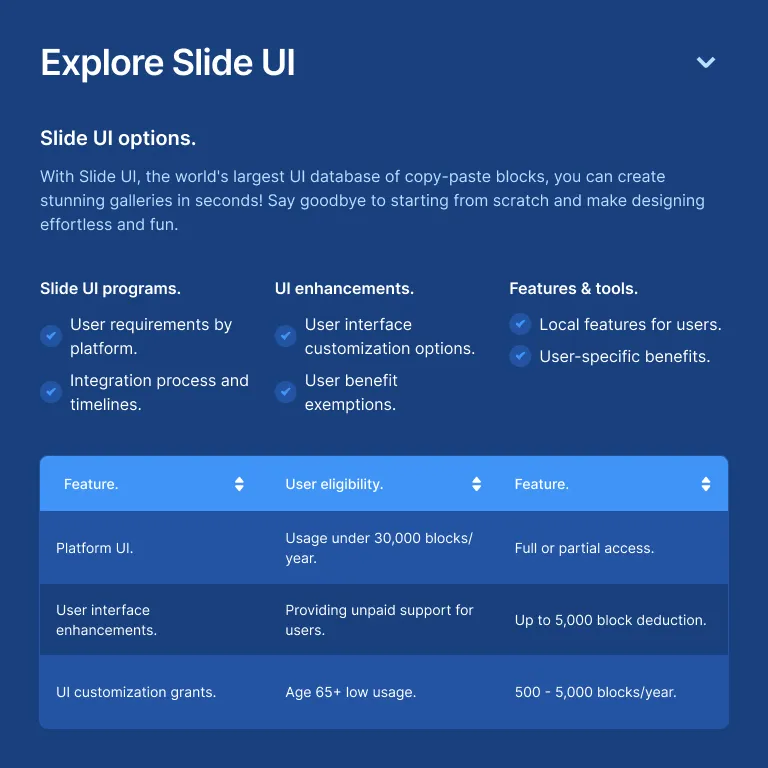 Explore Slide UI
Slide UI options.
With Slide UI, the world's largest UI database of copy-paste blocks, you can create
stunning galleries in seconds! Say goodbye to starting from scratch and make designing
effortless and fun.
Slide UI programs.
User requirements by
platform.
Integration process and
timelines.
UI enhancements.
User interface
customization options.
User benefit
exemptions.
Features & tools.
Local features for users.
User-specific benefits.
Feature. User eligibility. Feature.
Platform UI.
Usage under 30,000 blocks/
year.
Full or partial access.
User interface
enhancements.
Providing unpaid support for
users.
Up to 5,000 block deduction.
UI customization grants. Age 65+ low usage. 500 - 5,000 blocks/year.